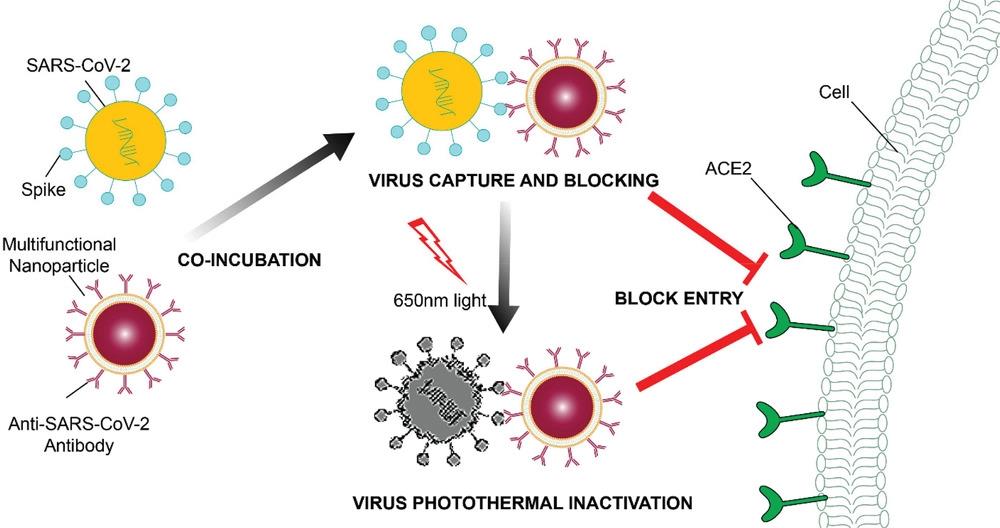 SARS-CoV-2
Spike
Multifunctional
Nanoparticle
Anti-SARS-CoV-2
Antibody
CO-INCUBATION
VIRUS CAPTURE AND BLOCKING
650nm light
VIRUS PHOTOTHERMAL INACTIVATION
BLOCK ENTRY
ACE2
Cell